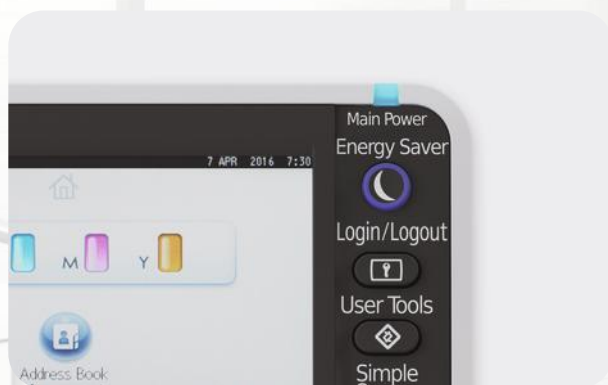 Main Power
Energy Saver
7 APR 2016 7:30
Login/Logout
M Y
User Tools
Address Book
Simple